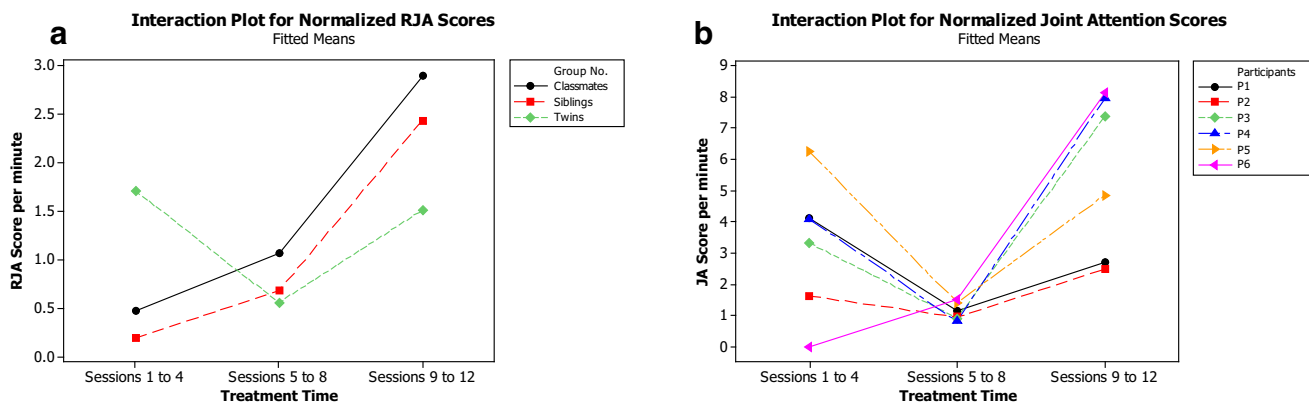 a
Interaction Plot for Normalized RJA Scores
Fitted Means
RJA Score per minute
3.0
2.5
2.0
1.5
1.0
0.5
0.0
Sessions 1 to 4 Sessions 5 to 8 Sessions 9 to 12
Treatment Time
Group No.
Classmates
Siblings
Twins
b
Interaction Plot for Normalized Joint Attention Scores
Fitted Means
JA Score per minute
9
8
7
6
5
4
3
2
1
0
Sessions 1 to 4 Sessions 5 to 8 Sessions 9 to 12
Treatment Time
Participants
P1
P2
P3
P4
P5
P6